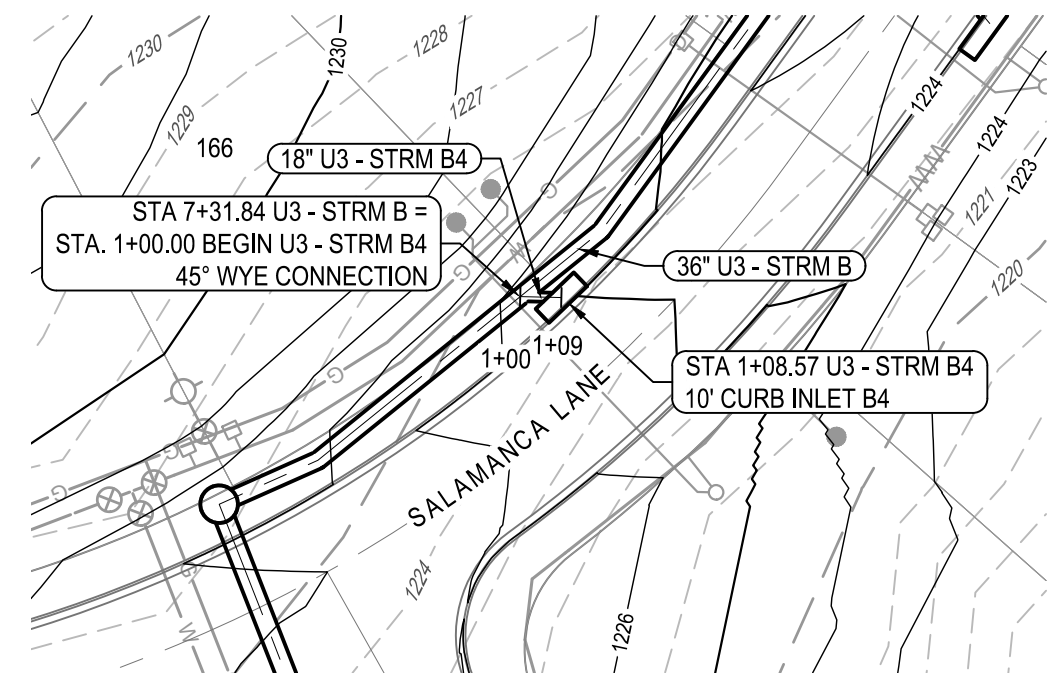 1230
1228
1230
1227
1229
166
18" U3 - STRM B4
STA 7+31.84 U3 - STRM B =
STA. 1+00.00 BEGIN U3 - STRM B4
45° WYE CONNECTION
36" U3 - STRM B
1+00
1+09
STA 1+08.57 U3 - STRM B4
10' CURB INLET B4
SALAMANCA LANE
1224
1224
1223
1221
1220
1224
1226
G
W
G
G
G
G
G
W